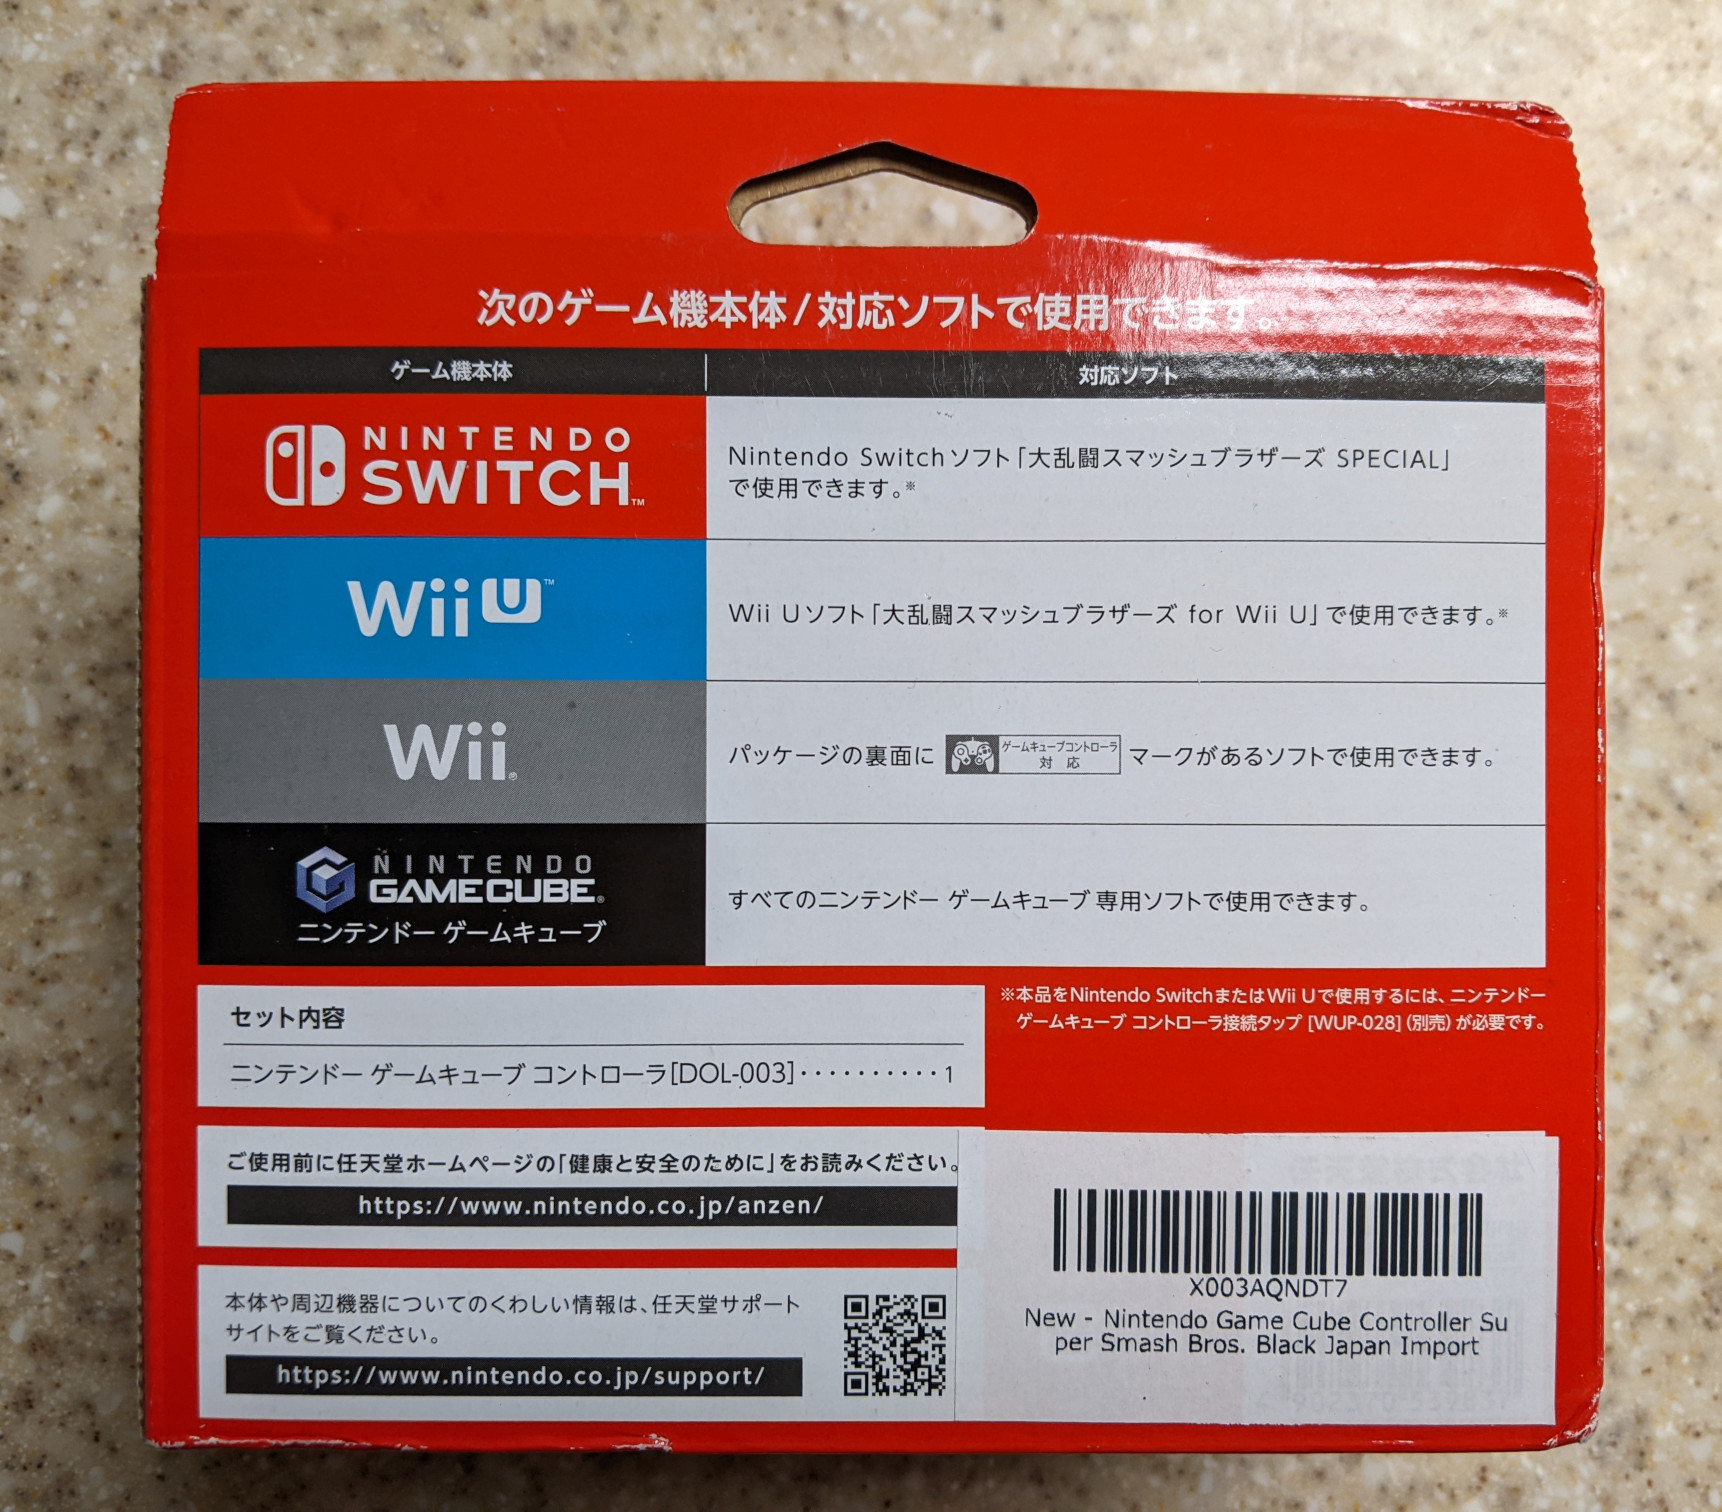 次のゲーム機本体/対応ソフトで使用できます。
ゲーム機本体
対応ソフト
NINTENDO
SWITCH™
Nintendo Switchソフト「大乱闘スマッシュブラザーズ SPECIAL」
で使用できます。※
Wii U™
Wii Uソフト「大乱闘スマッシュブラザーズ for Wii U」で使用できます。※
Wii®
パッケージの裏面に ゲームキューブコントローラ対応 マークがあるソフトで使用できます。
NINTENDO
GAMECUBE®
ニンテンドー ゲームキューブ
すべてのニンテンドー ゲームキューブ 専用ソフトで使用できます。
※本品をNintendo SwitchまたはWii Uで使用するには、ニンテンドー
ゲームキューブ コントローラ接続タップ [WUP-028](別売)が必要です。
セット内容
ニンテンドー ゲームキューブ コントローラ[DOL-003]··········1
ご使用前に任天堂ホームページの「健康と安全のために」をお読みください。
https://www.nintendo.co.jp/anzen/
本体や周辺機器についてのくわしい情報は、任天堂サポート
サイトをご覧ください。
https://www.nintendo.co.jp/support/
X003AQNDT7
New - Nintendo Game Cube Controller Su
per Smash Bros. Black Japan Import